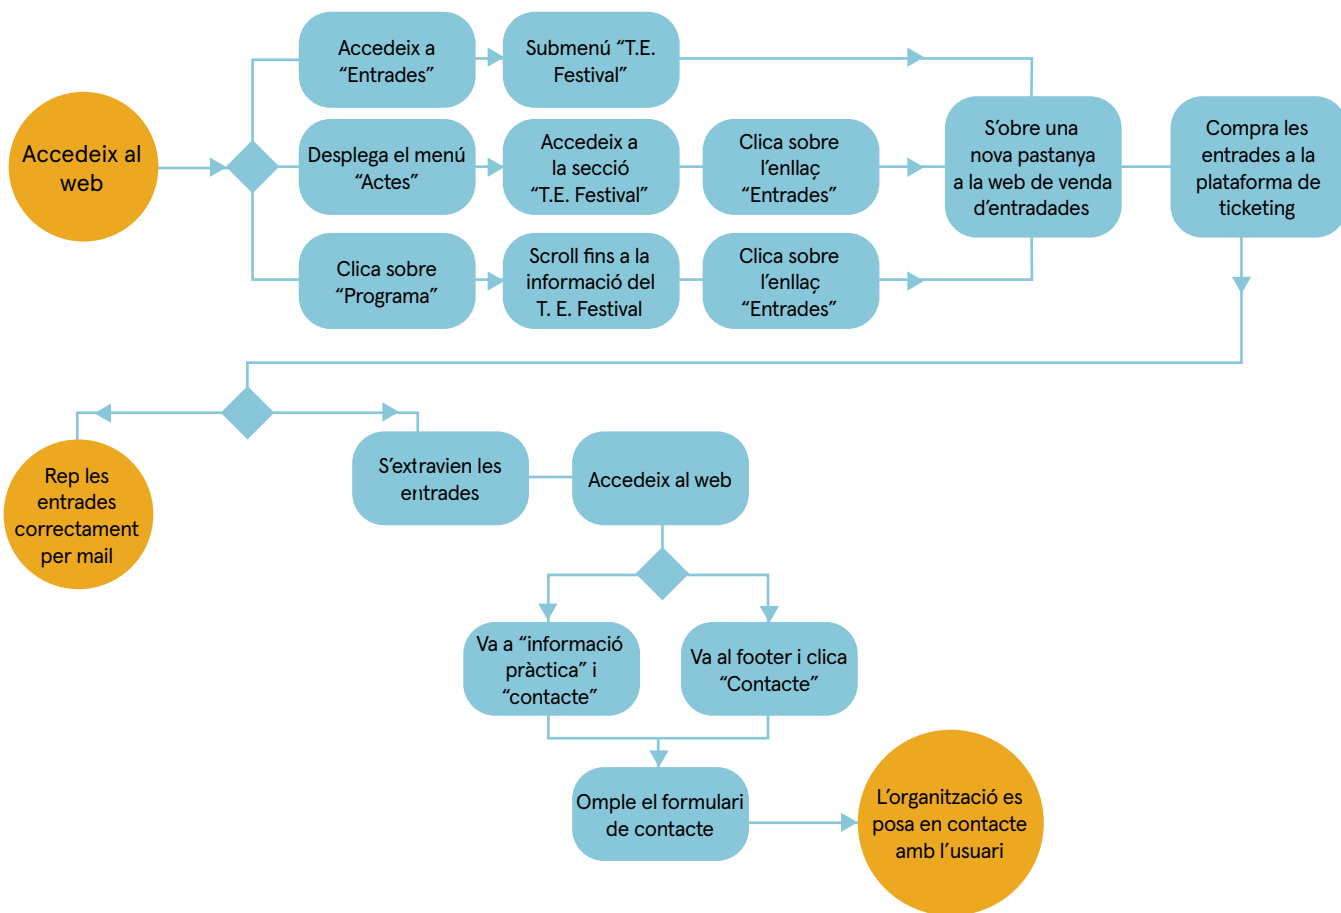 Accedeix al
web
Accedeix a
“Entrades”
Submenú “T.E.
Festival”
Desplega el menú
“Actes”
Accedeix a
la secció
“T.E. Festival”
Clica sobre
l’enllaç
“Entrades”
Clica sobre
“Programa”
Scroll fins a la
informació del
T. E. Festival
Clica sobre
l’enllaç
“Entrades”
S’obre una
nova pastanya
a la web de venda
d’entradades
Compra les
entrades a la
plataforma de
ticketing
Rep les
entrades
correctament
per mail
S’extravien les
entrades
Accedeix al web
Va a “informació
pràctica” i
“contacte”
Va al footer i clica
“Contacte”
Omple el formulari
de contacte
L’organització es
posa en contacte
amb l’usuari